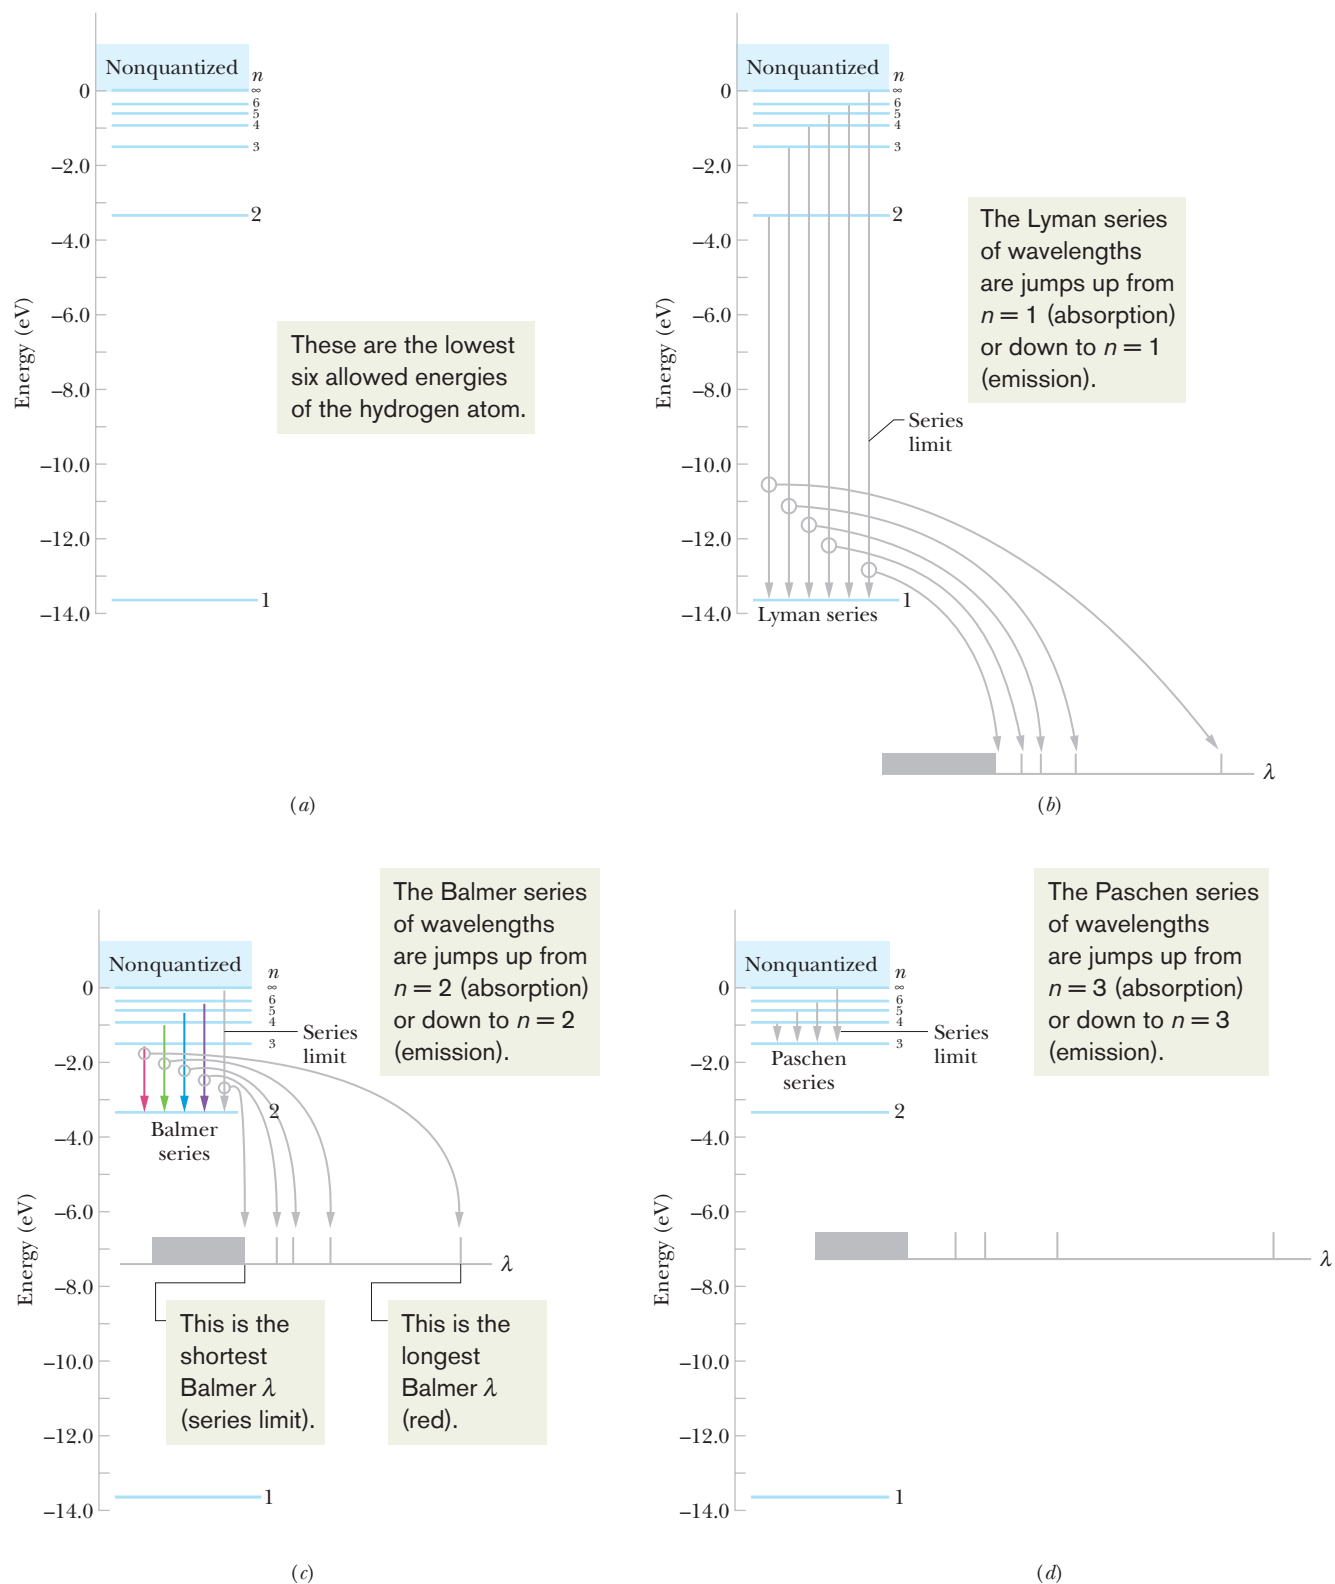 Nonquantized
n
∞
0
6
5
4
3
–2.0
2
–4.0
Energy (eV)
–6.0
These are the lowest
six allowed energies
of the hydrogen atom.
–8.0
–10.0
–12.0
1
–14.0
(a)
Nonquantized
n
∞
0
6
5
4
3
–2.0
2
The Lyman series
of wavelengths
are jumps up from
n = 1 (absorption)
or down to n = 1
(emission).
–4.0
Energy (eV)
–6.0
–8.0
Series
limit
–10.0
–12.0
1
–14.0
Lyman series
λ
(b)
The Balmer series
of wavelengths
are jumps up from
n = 2 (absorption)
or down to n = 2
(emission).
Nonquantized
n
∞
0
6
5
4
3
Series
limit
–2.0
2
Balmer
series
–4.0
Energy (eV)
–6.0
λ
–8.0
This is the
shortest
Balmer λ
(series limit).
This is the
longest
Balmer λ
(red).
–10.0
–12.0
1
–14.0
(c)
The Paschen series
of wavelengths
are jumps up from
n = 3 (absorption)
or down to n = 3
(emission).
Nonquantized
n
∞
0
6
5
4
3
Series
limit
Paschen
series
–2.0
2
–4.0
Energy (eV)
–6.0
λ
–8.0
–10.0
–12.0
1
–14.0
(d)